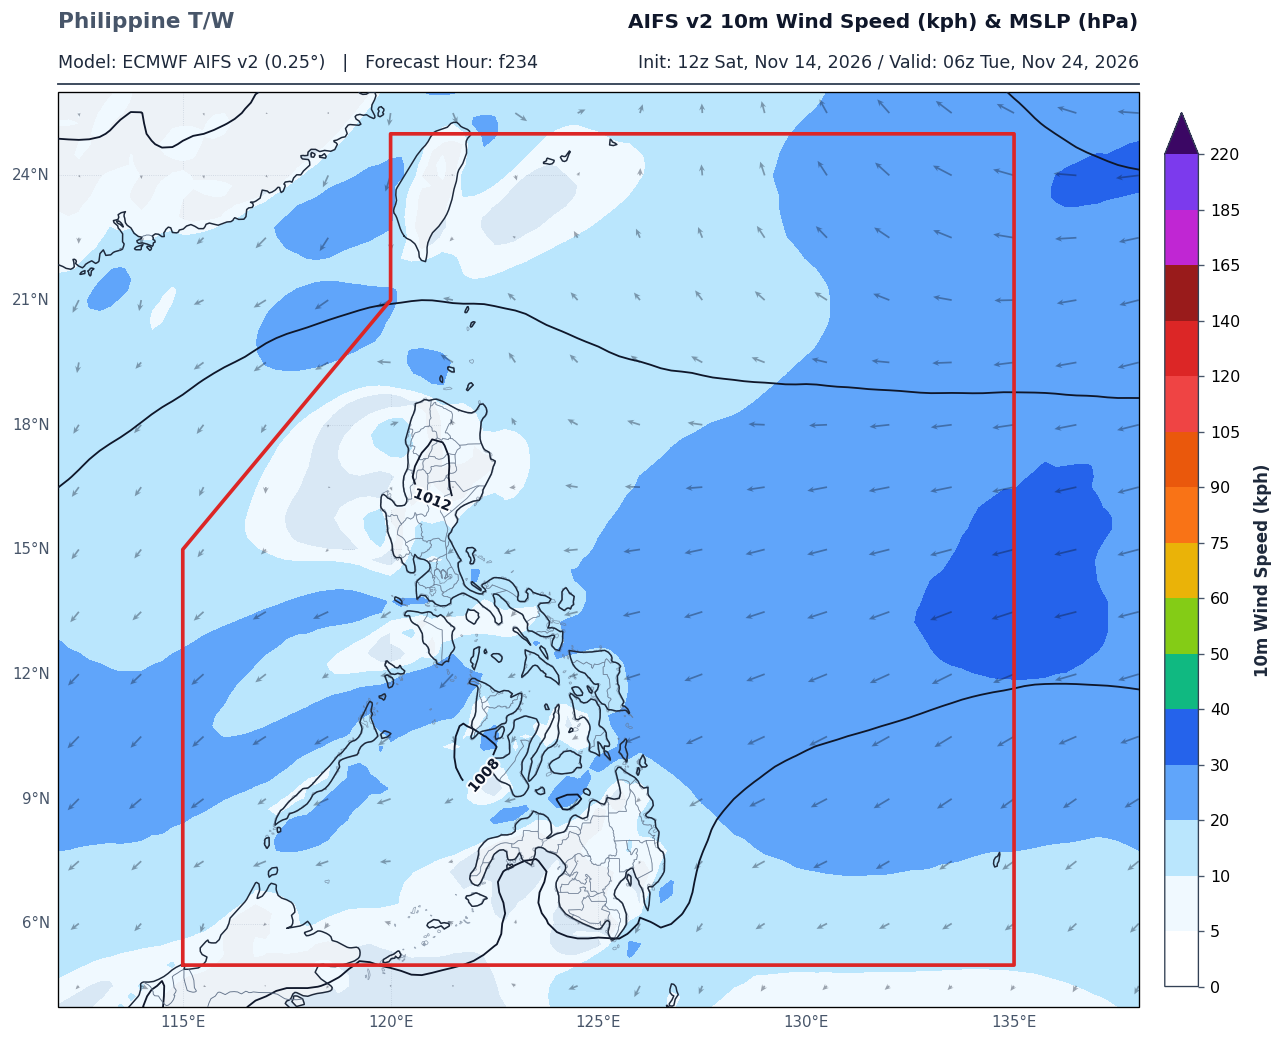 Philippine T/W
AIFS v2 10m Wind Speed (kph) & MSLP (hPa)
Model: ECMWF AIFS v2 (0.25°) | Forecast Hour: f234
Init: 12z Sat, Nov 14, 2026 / Valid: 06z Tue, Nov 24, 2026
24°N
21°N
18°N
15°N
12°N
9°N
6°N
1012
1008
115°E
120°E
125°E
130°E
135°E
220
185
165
140
120
105
90
75
60
50
40
30
20
10
5
0
10m Wind Speed (kph)